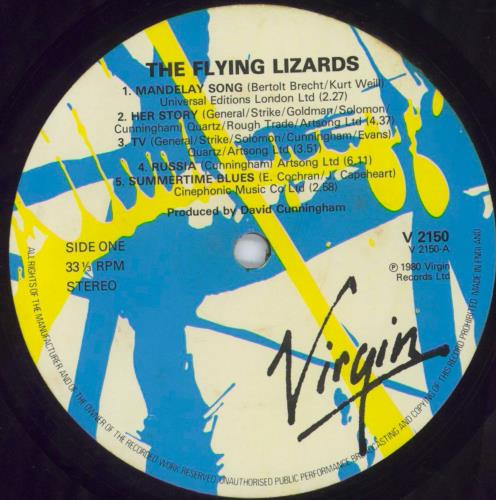 THE FLYING LIZARDS
1. MANDELAY SONG (Bertolt Brecht/Kurt Weill)
Universal Editions London Ltd (2.27)
2. HER STORY (General/Strike/Goldman/Solomon/
Cunningham) Quartz/Rough Trade/Artsong Ltd (4.37)
3. TV (General/Strike/Solomon/Cunningham/Evans)
Quartz/Artsong Ltd (3.51)
4. RUSSIA (Cunningham) Artsong Ltd (6.11)
5. SUMMERTIME BLUES (E. Cochran/J. Capeheart)
Cinephonic Music Co Ltd (2.58)
Produced by David Cunningham
SIDE ONE
33⅓ RPM
STEREO
V 2150
V 2150-A
℗ 1980 Virgin
Records Ltd
Virgin
ALL RIGHTS OF THE MANUFACTURER AND OF THE OWNER OF THE RECORDED WORK RESERVED. UNAUTHORISED PUBLIC PERFORMANCE BROADCASTING AND COPYING OF THIS RECORD PROHIBITED. MADE IN ENGLAND